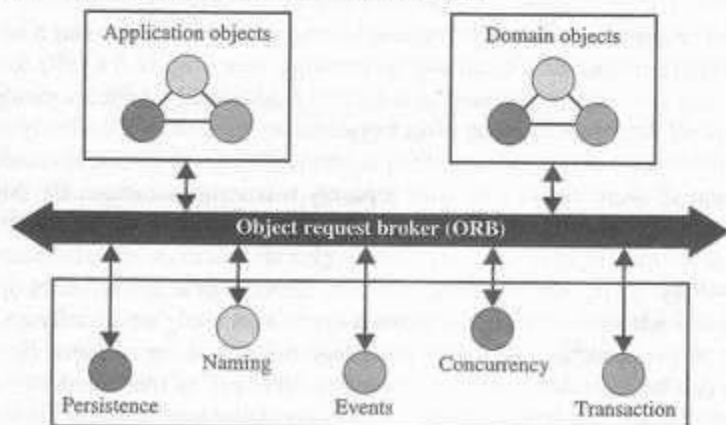 Application objects
Domain objects
Object request broker (ORB)
Naming
Concurrency
Persistence
Events
Transaction